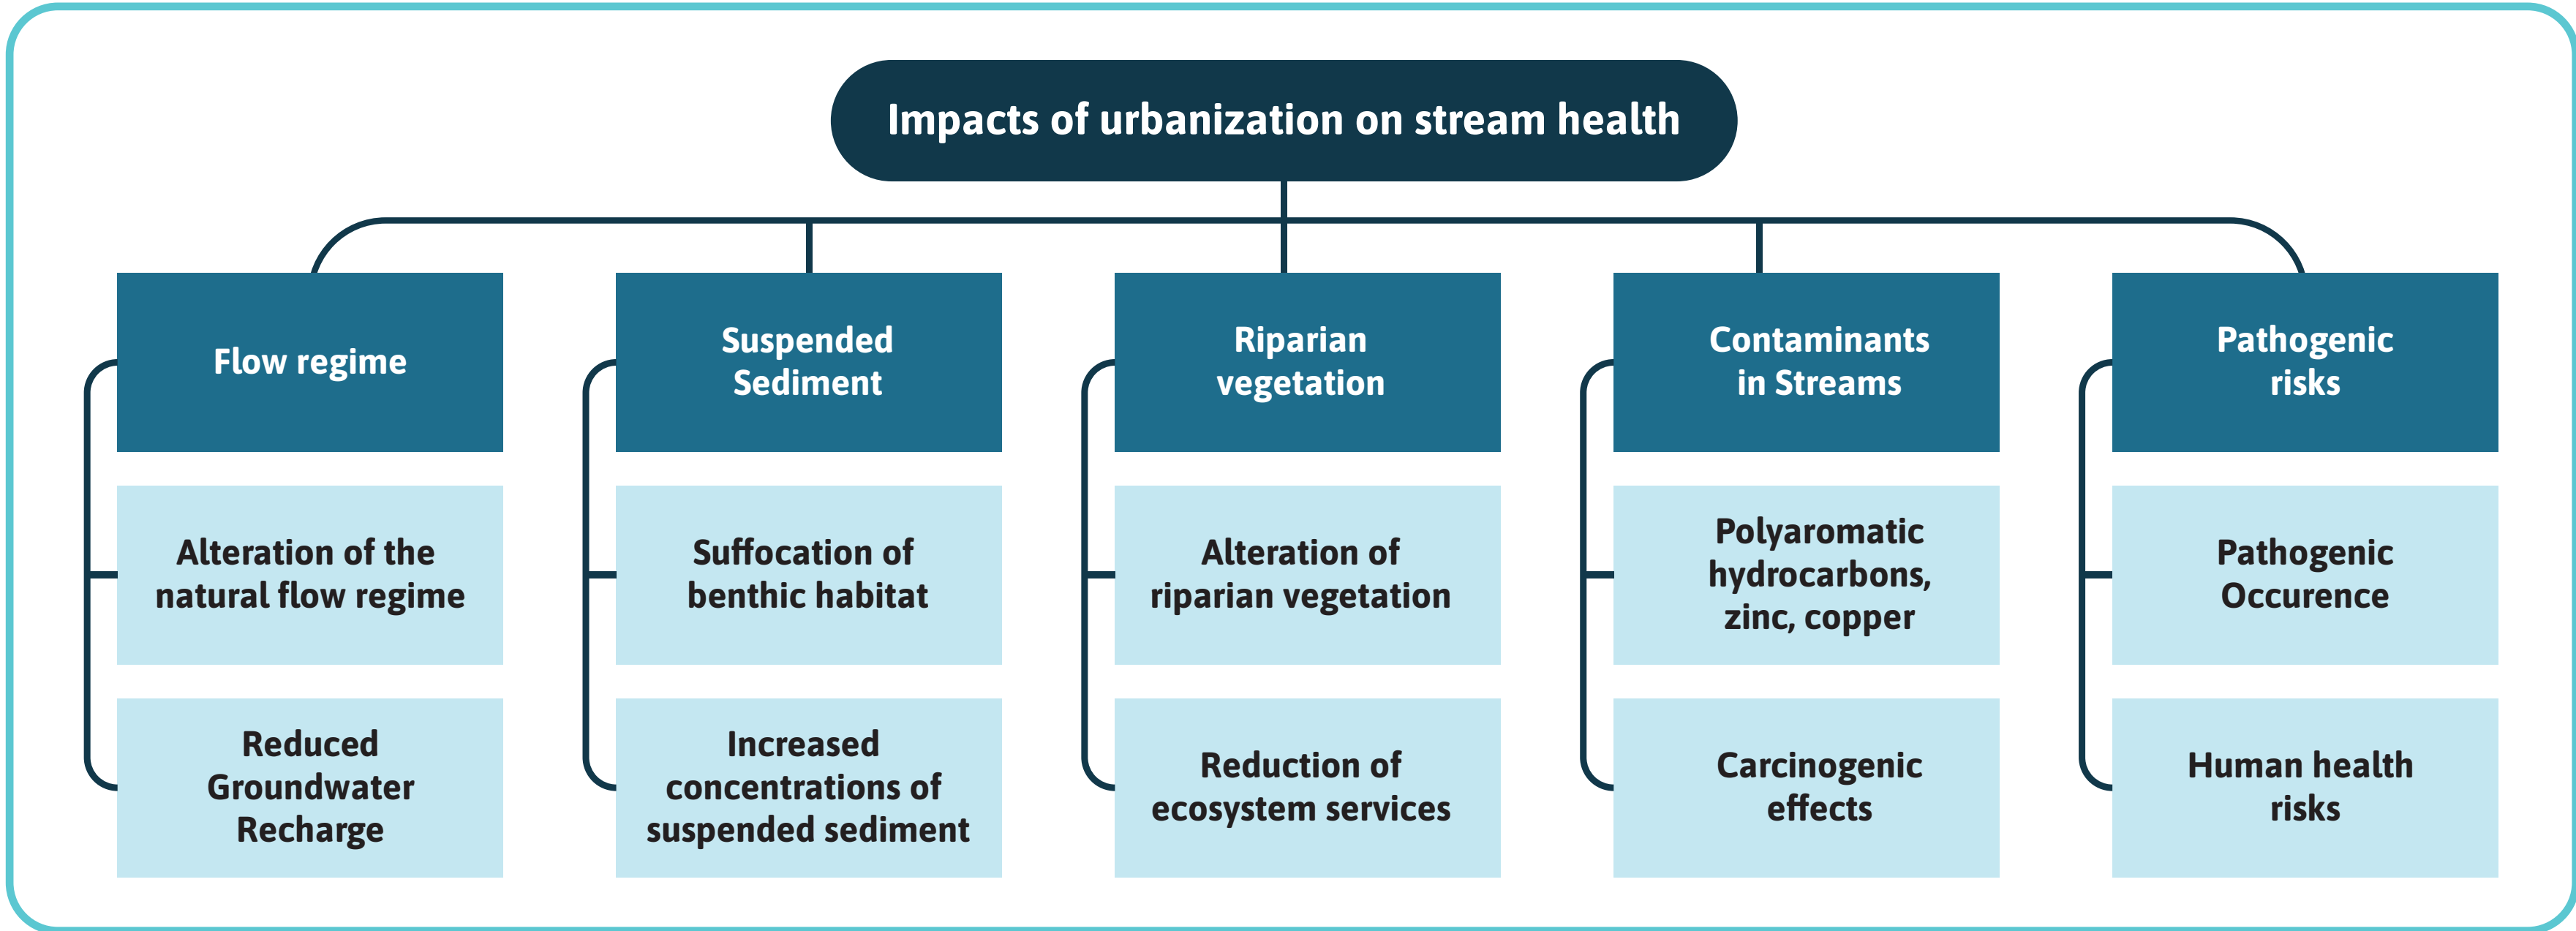 Impacts of urbanization on stream health
Flow regime
Alteration of the
natural flow regime
Reduced
Groundwater
Recharge
Suspended
Sediment
Suffocation of
benthic habitat
Increased
concentrations of
suspended sediment
Riparian
vegetation
Alteration of
riparian vegetation
Reduction of
ecosystem services
Contaminants
in Streams
Polyaromatic
hydrocarbons,
zinc, copper
Carcinogenic
effects
Pathogenic
risks
Pathogenic
Occurence
Human health
risks